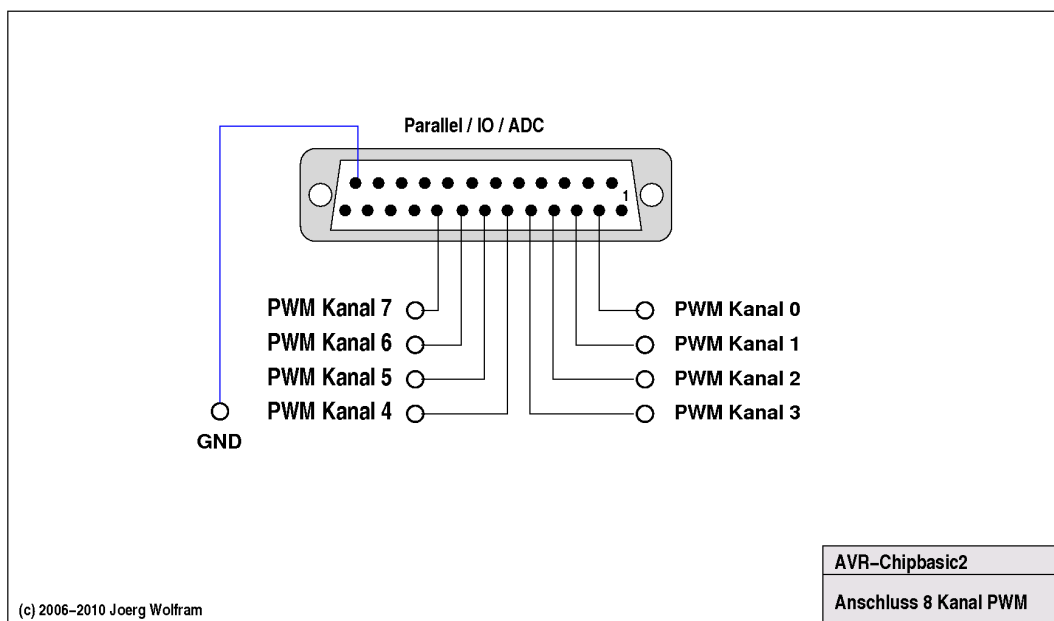 Parallel / IO / ADC
1
PWM Kanal 7
PWM Kanal 0
PWM Kanal 6
PWM Kanal 1
PWM Kanal 5
PWM Kanal 2
PWM Kanal 4
PWM Kanal 3
GND
AVR–Chipbasic2
Anschluss 8 Kanal PWM
(c) 2006–2010 Joerg Wolfram